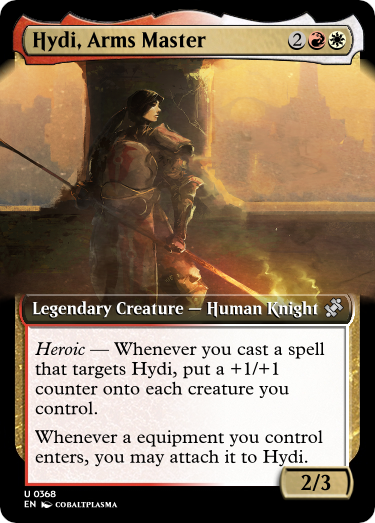 Hydi, Arms Master 2
Legendary Creature — Human Knight
Heroic — Whenever you cast a spell
that targets Hydi, put a +1/+1
counter onto each creature you
control.
Whenever a equipment you control
enters, you may attach it to Hydi.
2/3
U 0368
EN COBALTPLASMA